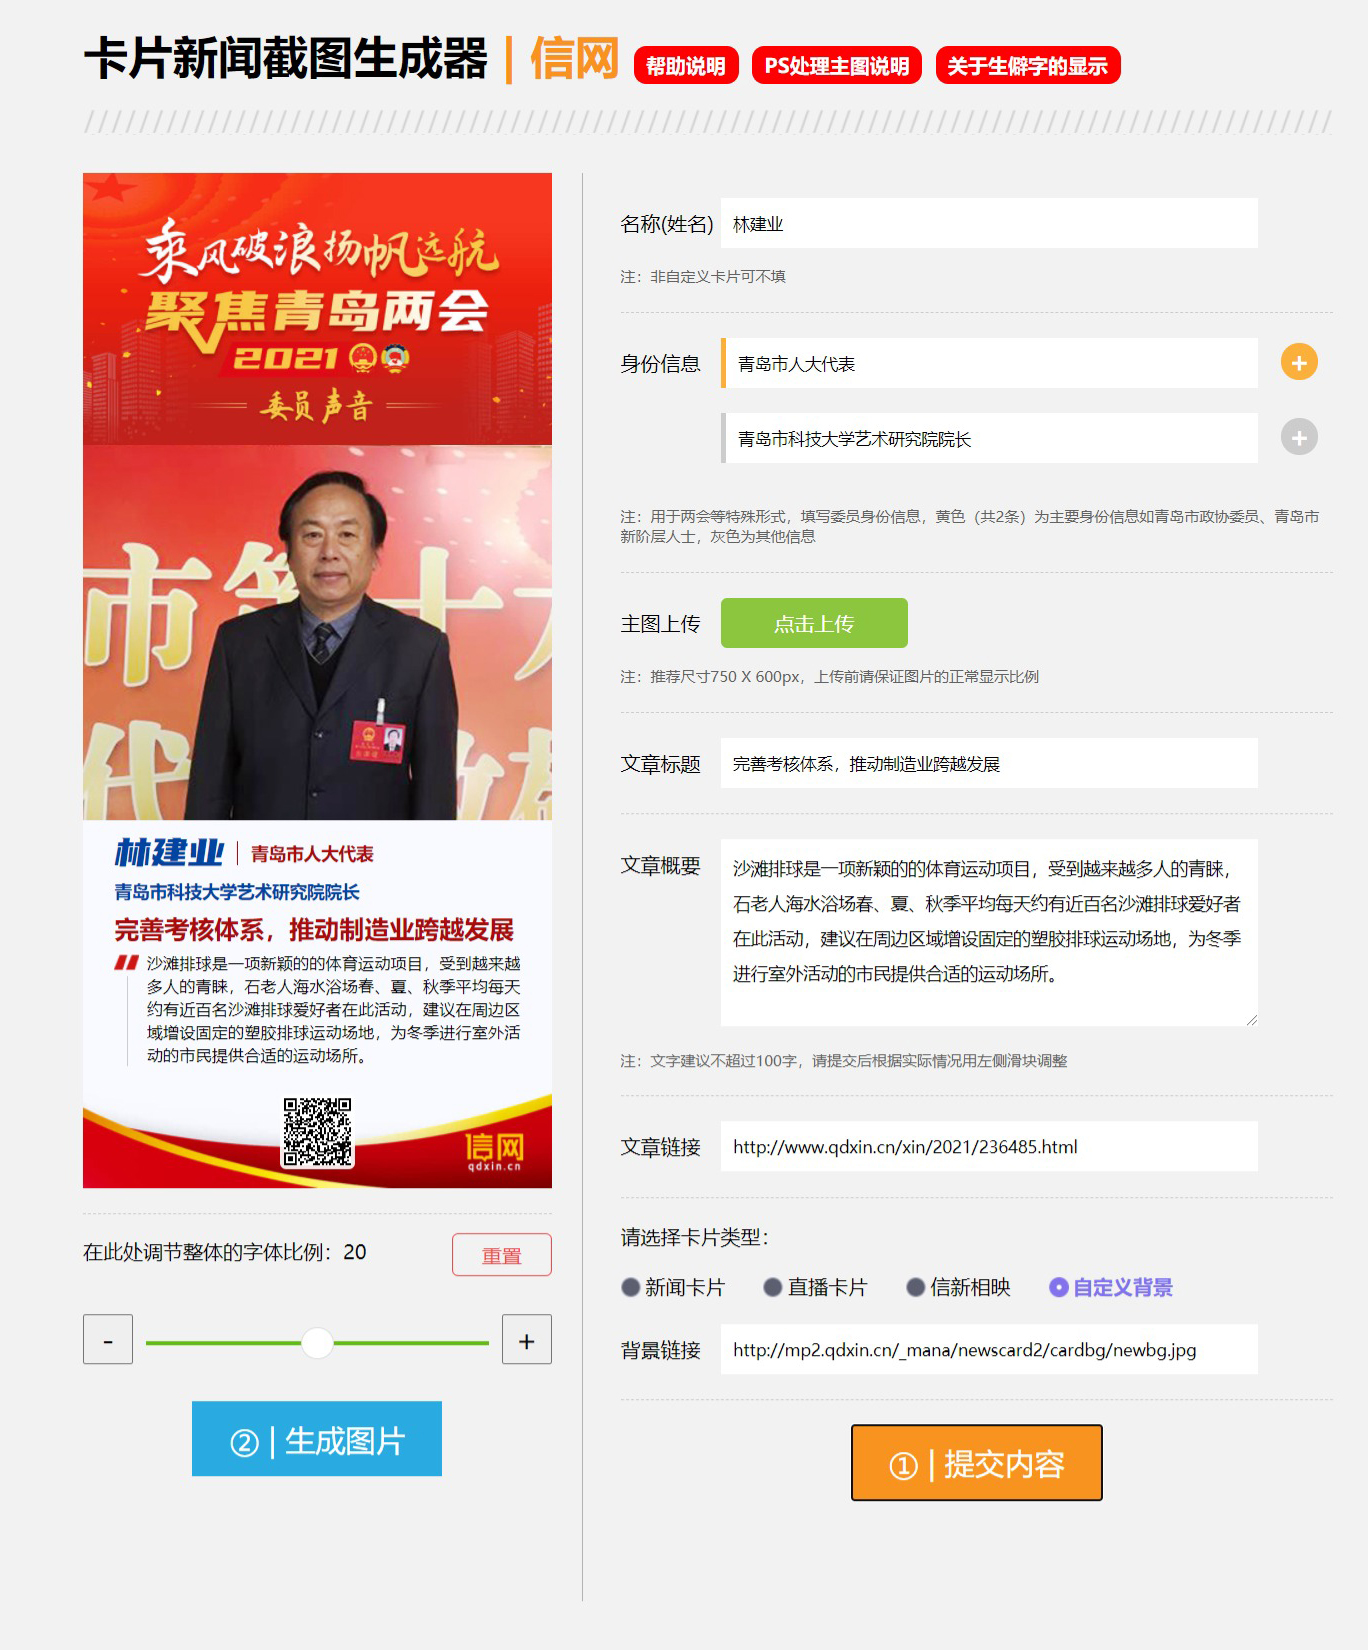 卡片新闻截图生成器 | 信网 帮助说明 PS处理主图说明 关于生僻字的显示
乘风破浪扬帆远航
聚焦青岛两会
2021
委员声音
市第十六
代
林建业 青岛市人大代表
青岛市科技大学艺术研究院院长
完善考核体系，推动制造业跨越发展
沙滩排球是一项新颖的的体育运动项目，受到越来越
多人的青睐，石老人海水浴场春、夏、秋季平均每天
约有近百名沙滩排球爱好者在此活动，建议在周边区
域增设固定的塑胶排球运动场地，为冬季进行室外活
动的市民提供合适的运动场所。
信网
qdxin.cn
在此处调节整体的字体比例：20 重置
- +
② | 生成图片
名称(姓名) 林建业
注：非自定义卡片可不填
身份信息 青岛市人大代表 +
青岛市科技大学艺术研究院院长 +
注：用于两会等特殊形式，填写委员身份信息，黄色（共2条）为主要身份信息如青岛市政协委员、青岛市
新阶层人士，灰色为其他信息
主图上传 点击上传
注：推荐尺寸750 X 600px，上传前请保证图片的正常显示比例
文章标题 完善考核体系，推动制造业跨越发展
文章概要 沙滩排球是一项新颖的的体育运动项目，受到越来越多人的青睐，
石老人海水浴场春、夏、秋季平均每天约有近百名沙滩排球爱好者
在此活动，建议在周边区域增设固定的塑胶排球运动场地，为冬季
进行室外活动的市民提供合适的运动场所。
注：文字建议不超过100字，请提交后根据实际情况用左侧滑块调整
文章链接 http://www.qdxin.cn/xin/2021/236485.html
请选择卡片类型：
新闻卡片 直播卡片 信新相映 自定义背景
背景链接 http://mp2.qdxin.cn/_mana/newscard2/cardbg/newbg.jpg
① | 提交内容